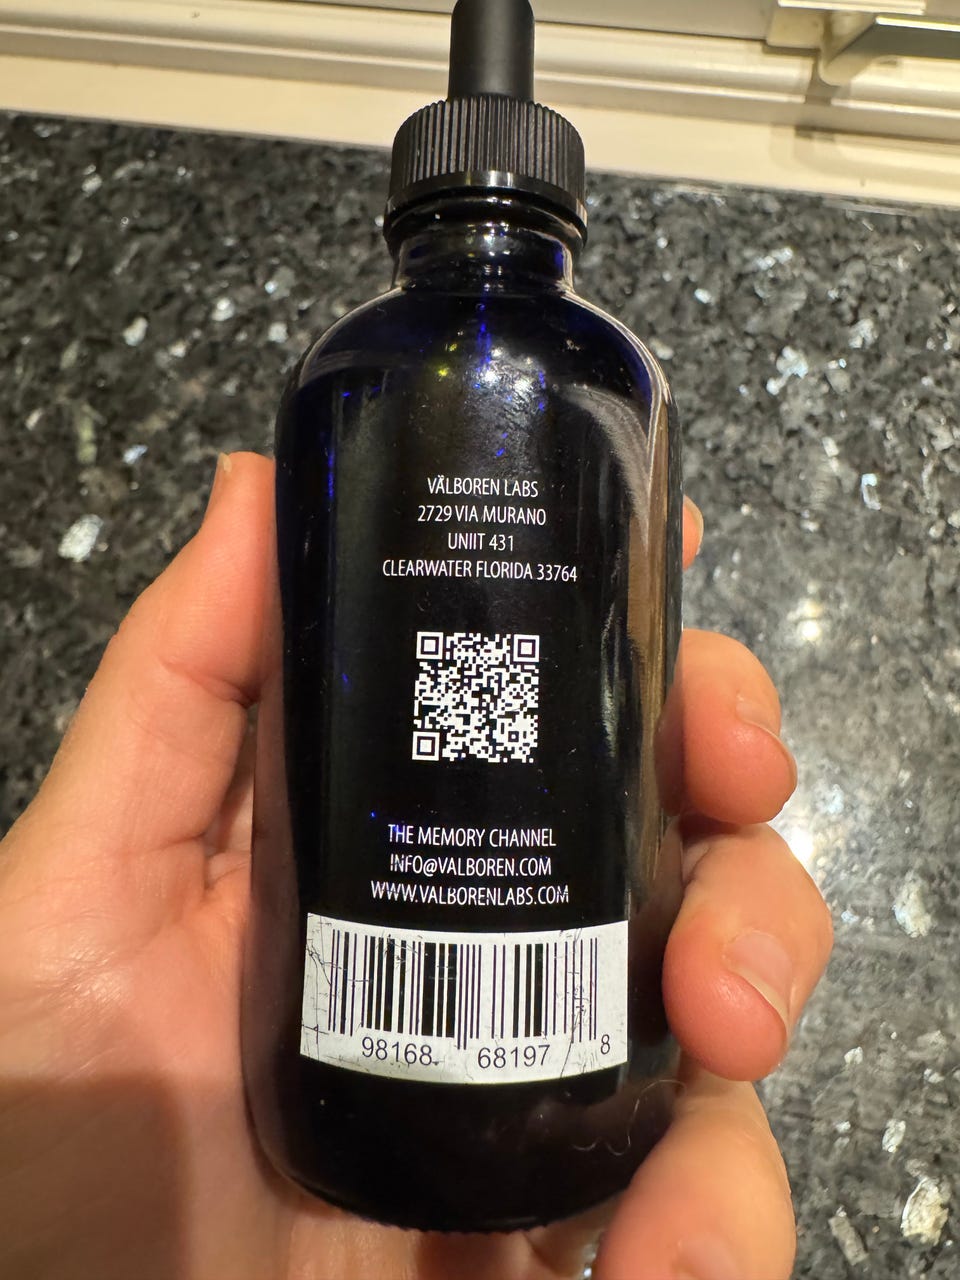 VÄLBOREN LABS
2729 VIA MURANO
UNIIT 431
CLEARWATER FLORIDA 33764
THE MEMORY CHANNEL
INFO@VALBOREN.COM
WWW.VALBORENLABS.COM
98168 68197 8